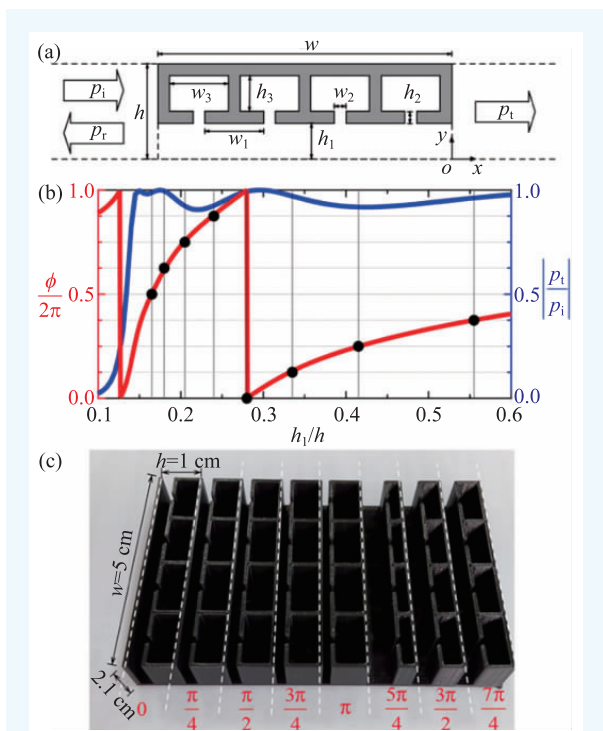 (a)
w
p_i
p_r
h
w_3
h_3
w_2
h_2
w_1
h_1
y
o
x
p_t
(b)
1.0
0.5
0.0
ϕ/2π
1.0
0.5
0.0
|p_t/p_i|
0.1 0.2 0.3 0.4 0.5 0.6
h_1/h
(c)
h=1 cm
w=5 cm
2.1 cm
0 π/4 π/2 3π/4 π 5π/4 3π/2 7π/4